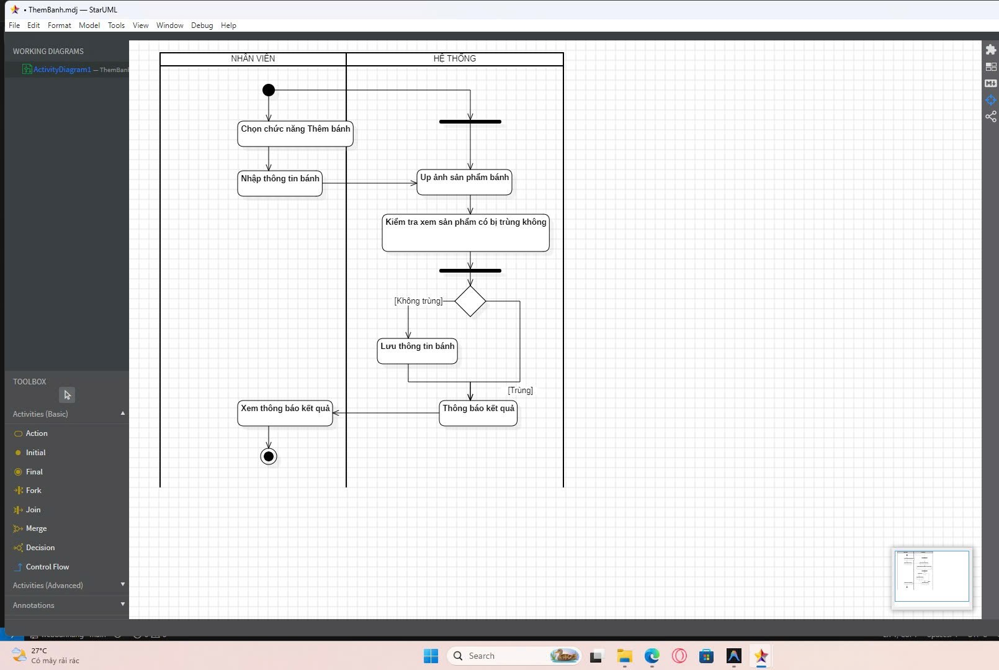 • ThemBanh.mdj — StarUML
File Edit Format Model Tools View Window Debug Help
WORKING DIAGRAMS
ActivityDiagram1 — ThemBanh
NHÂN VIÊN
HỆ THỐNG
Chọn chức năng Thêm bánh
Nhập thông tin bánh
Up ảnh sản phẩm bánh
Kiểm tra xem sản phẩm có bị trùng không
[Không trùng]
Lưu thông tin bánh
[Trùng]
Xem thông báo kết quả
Thông báo kết quả
TOOLBOX
Activities (Basic)
Action
Initial
Final
Fork
Join
Merge
Decision
Control Flow
Activities (Advanced)
Annotations
27°C
Có mây rải rác
Search